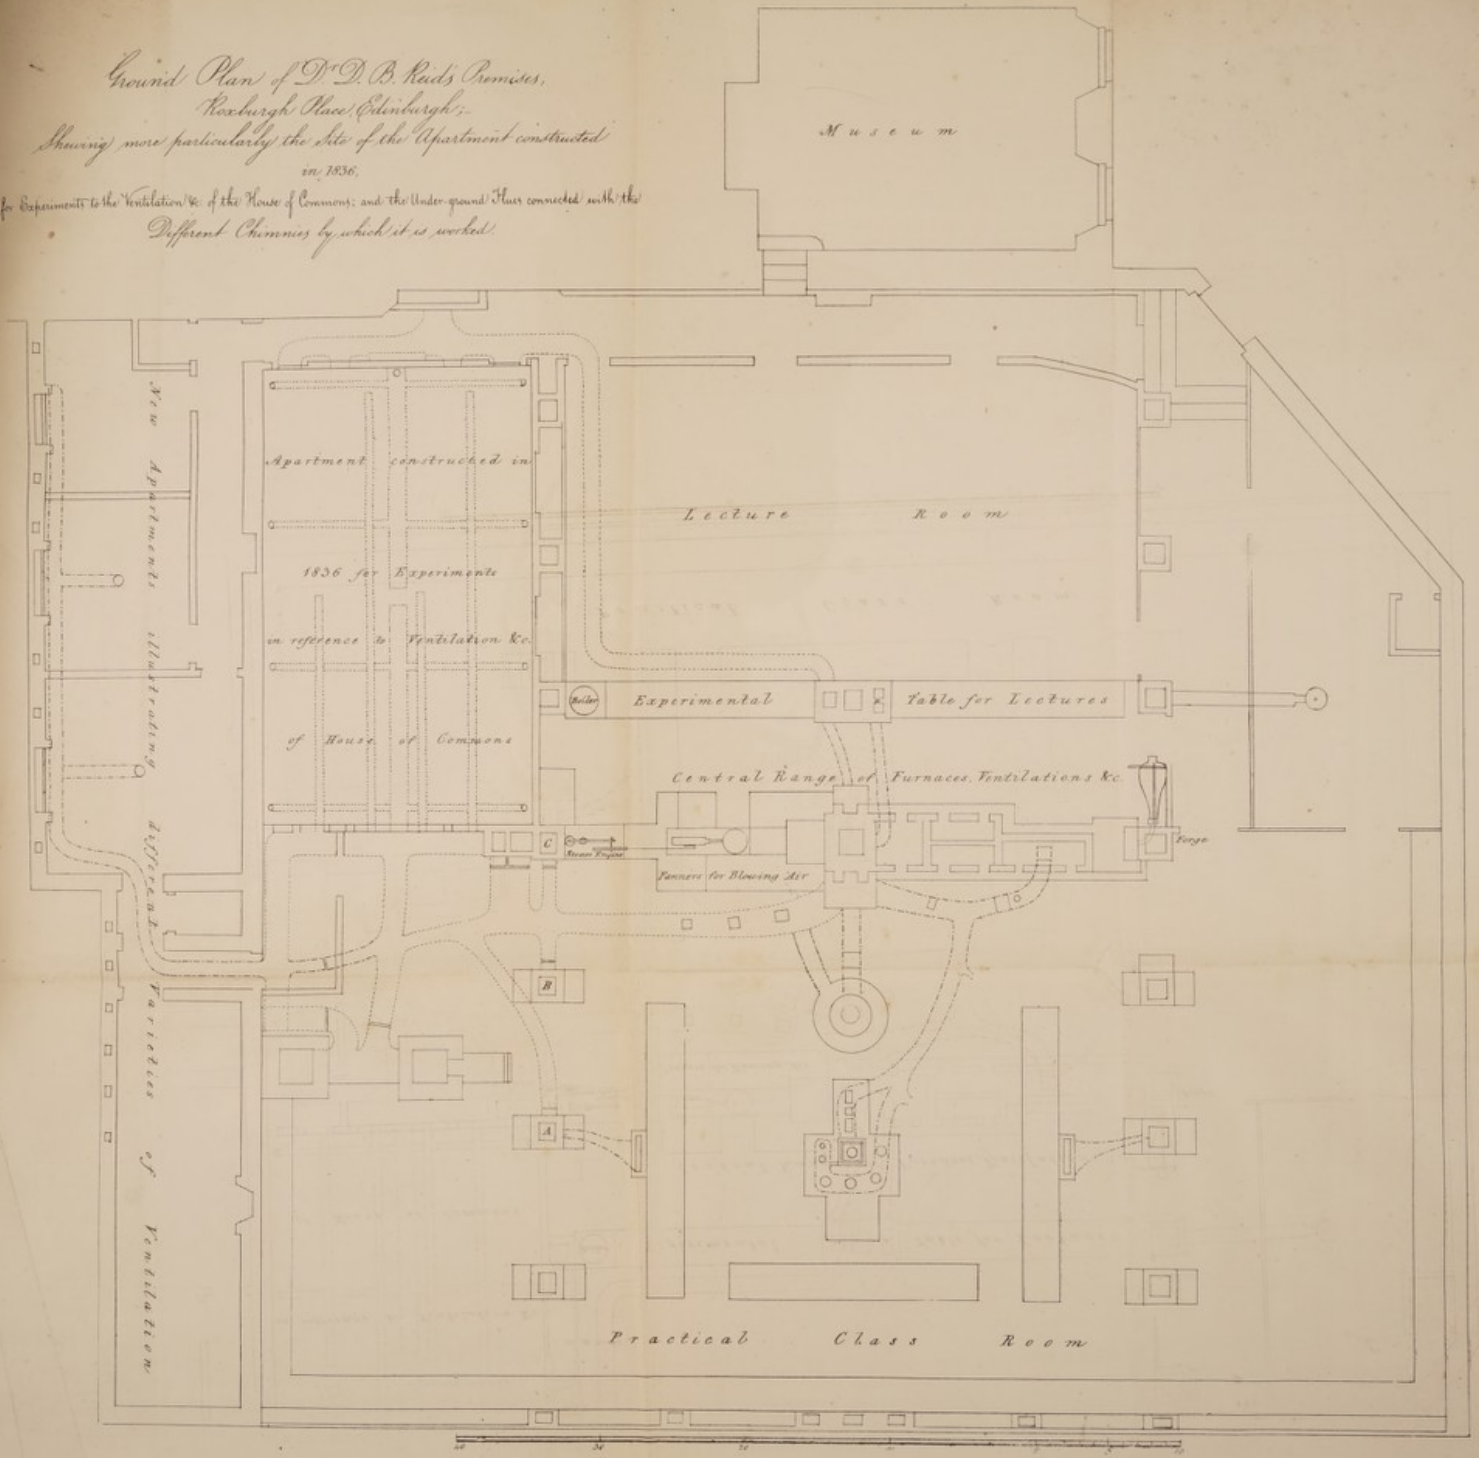 Ground Plan of Dr. D. B. Reid's Premises,
Roxburgh Place, Edinburgh;
Shewing more particularly the Site of the Apartment constructed
in 1836,
for Experiments to the Ventilation &c of the House of Commons; and the Under-ground Flues connected with the
Different Chimnies by which it is worked.
Museum
New Apartments illustrating different Varieties of Ventilation
Apartment constructed in
1836 for Experiments
in reference to Ventilation &c.
of House of Commons
Lecture Room
Boiler
Experimental
Table for Lectures
Central Range of Furnaces, Ventilations &c.
C
Steam Engine
Forge
Fanners for Blowing Air
B
A
Practical Class Room